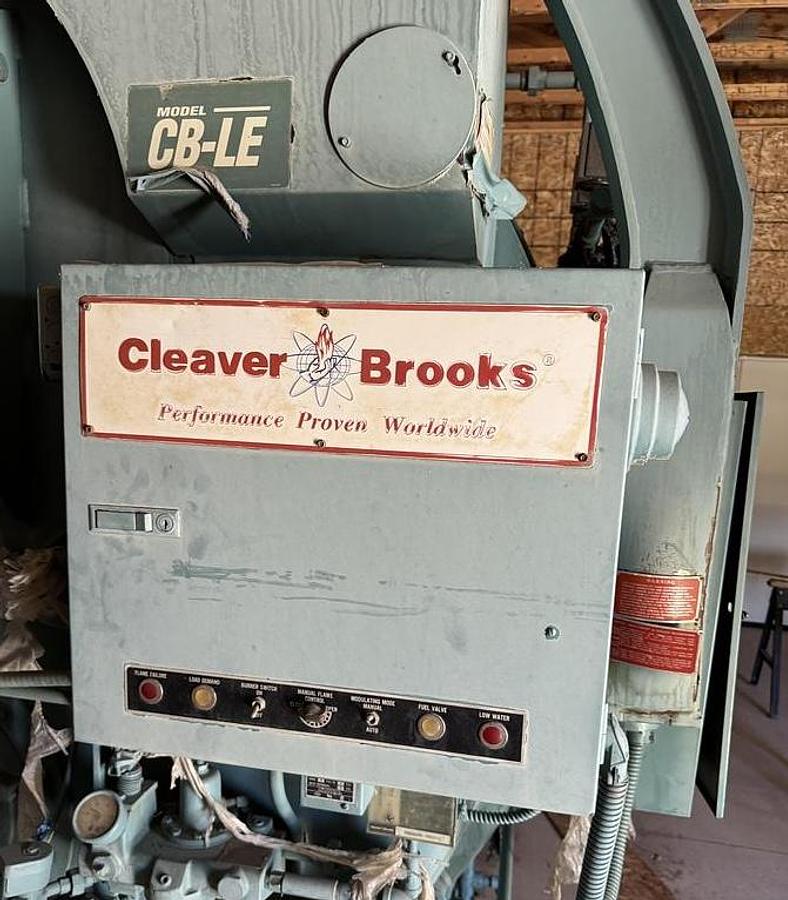 MODEL
CB-LE
Cleaver Brooks®
Performance Proven Worldwide
WARNING
FLAME FAILURE
LOAD DEMAND
BURNER SWITCH
ON
OFF
MANUAL FLAME
CONTROL
OPEN
MODULATING MODE
MANUAL
AUTO
FUEL VALVE
LOW WATER